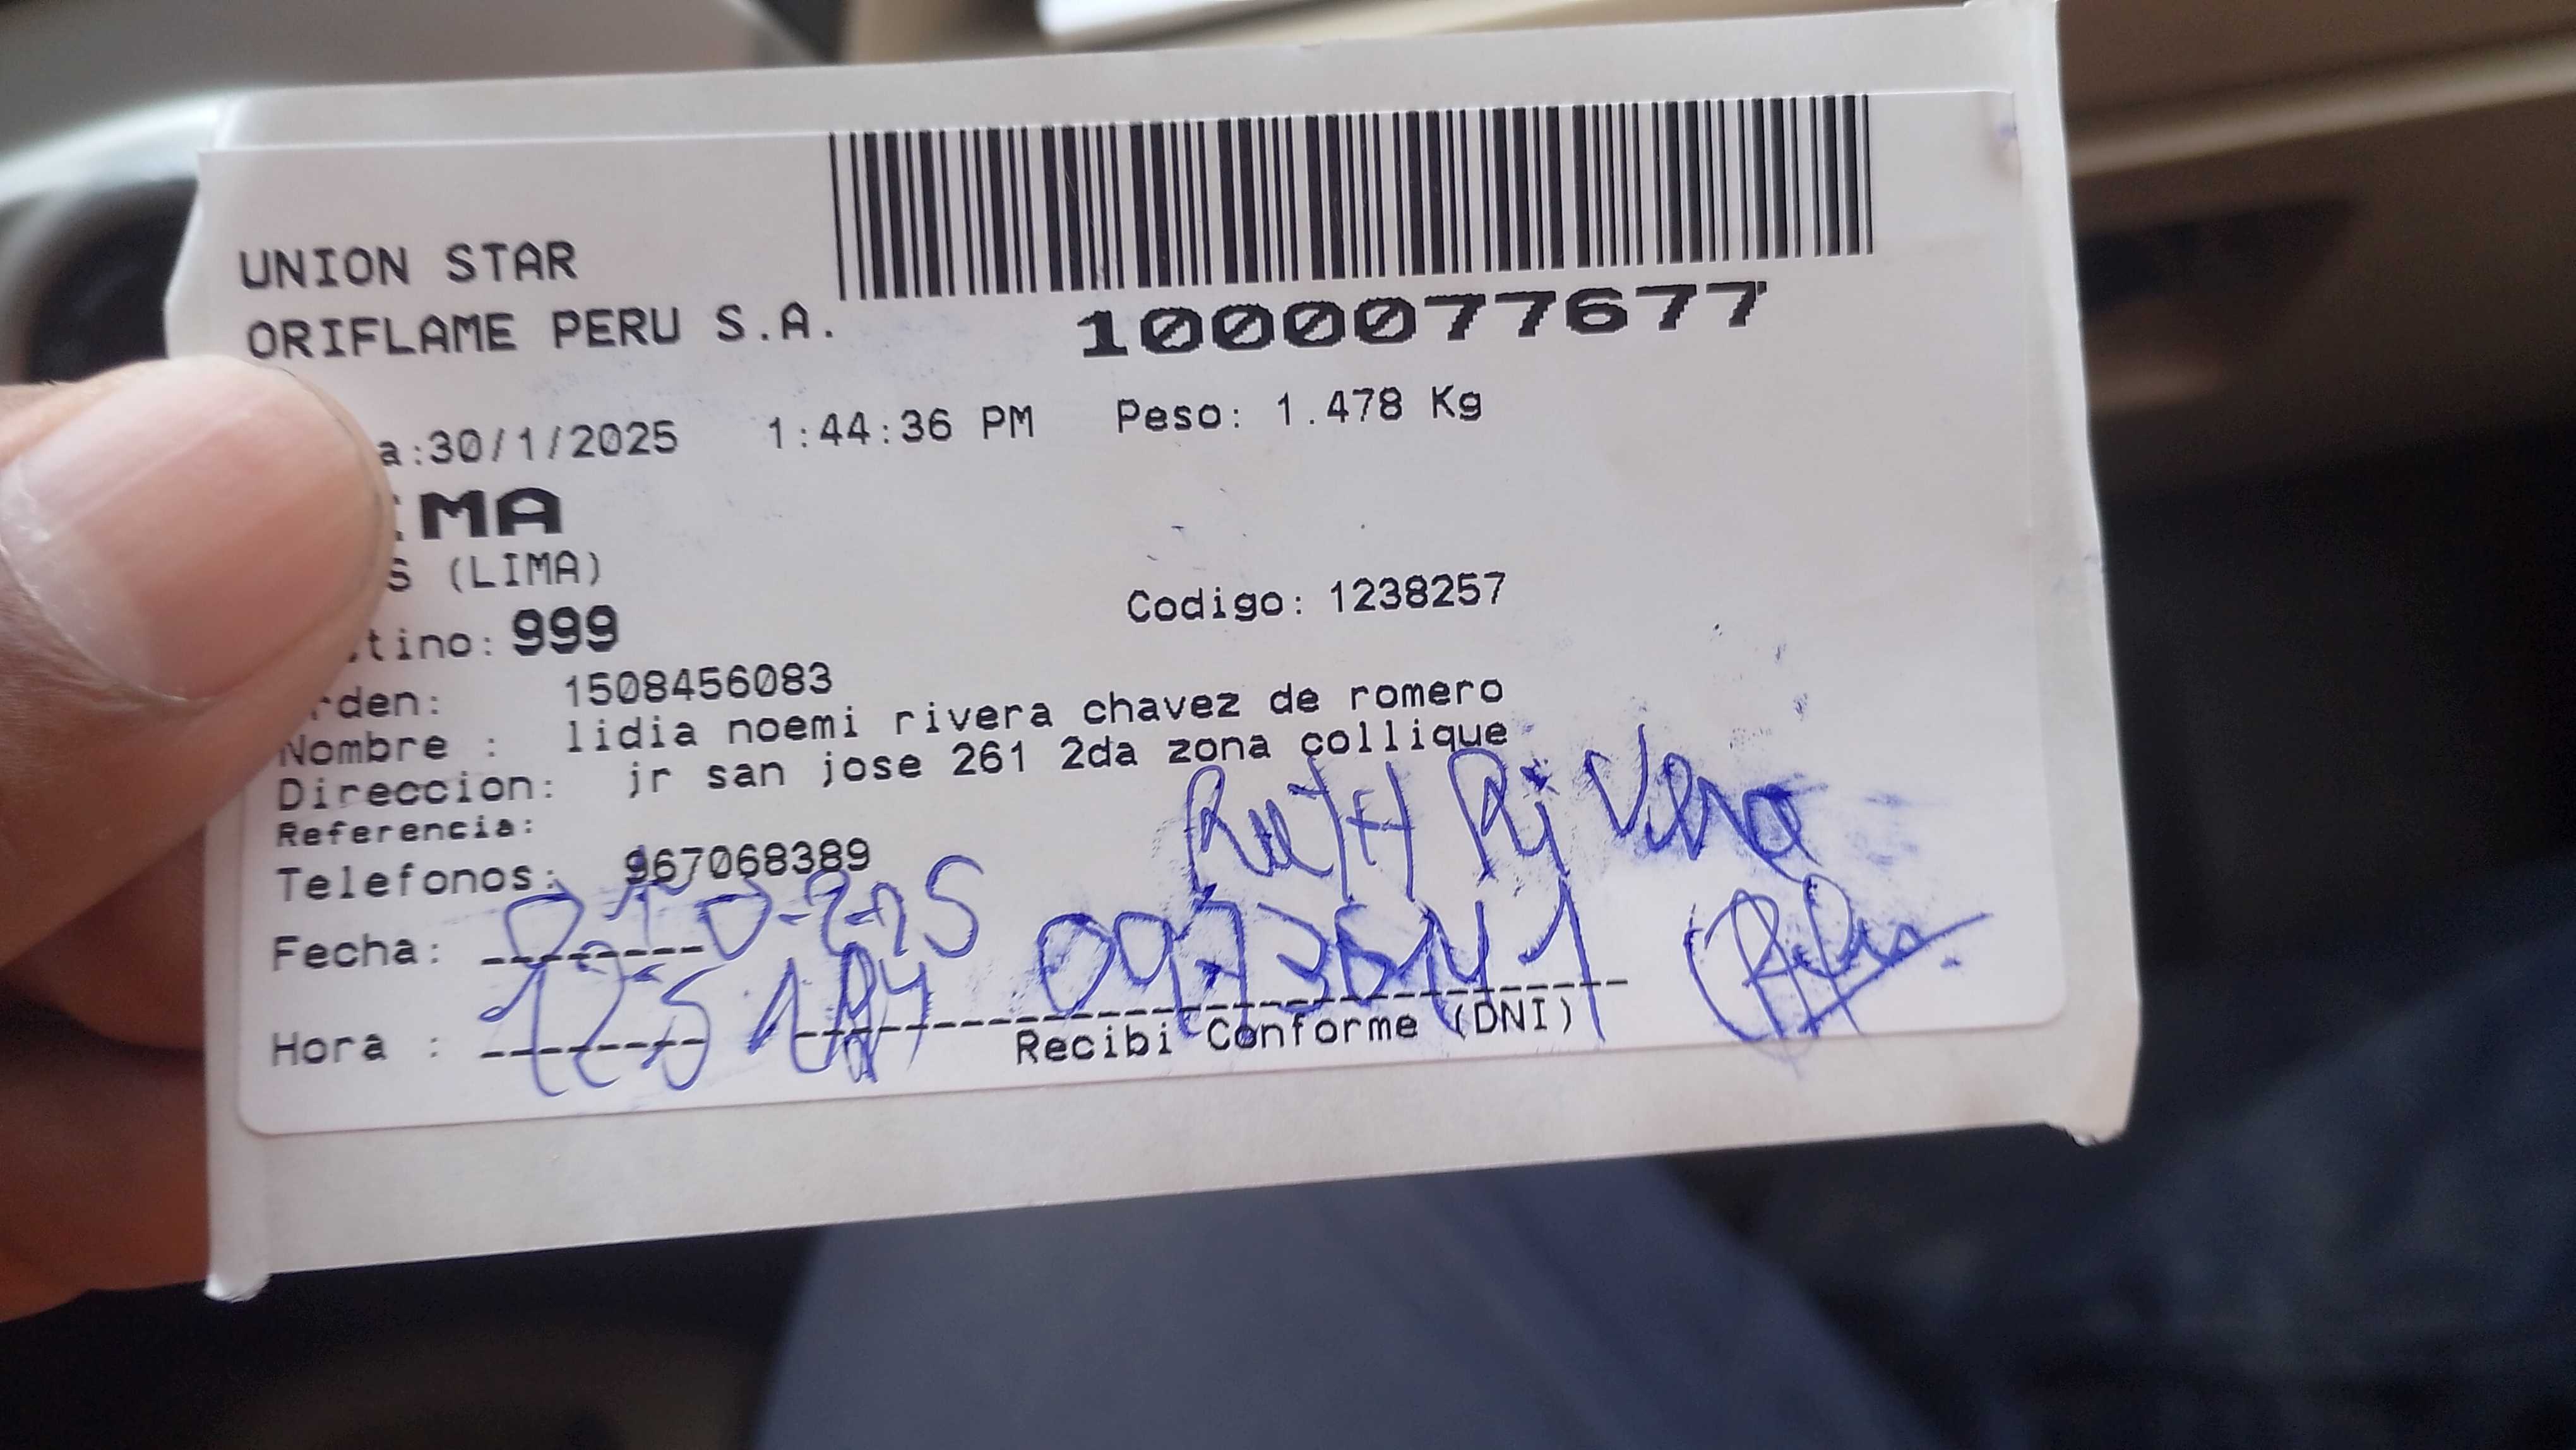 UNION STAR
ORIFLAME PERU S.A.
1000077677
a:30/1/2025 1:44:36 PM Peso: 1.478 Kg
MA
S (LIMA)
Codigo: 1238257
tino: 999
rden: 1508456083
Nombre : lidia noemi rivera chavez de romero
Direccion: jr san jose 261 2da zona collique
Referencia:
RutH Rivera
Telefonos: 967068389
Fecha:
Hora :
Recibi Conforme (DNI)